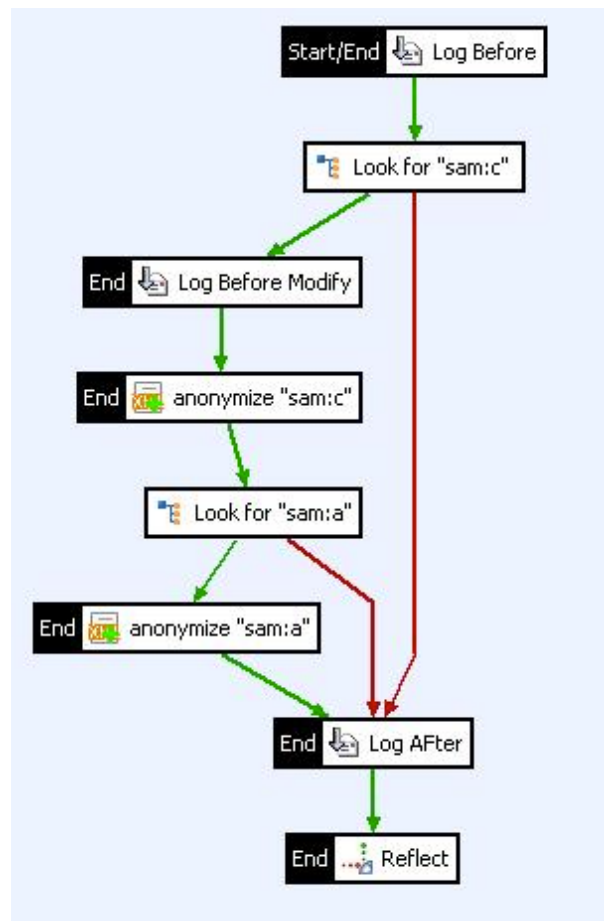 Start/End Log Before
Look for "sam:c"
End Log Before Modify
End anonymize "sam:c"
Look for "sam:a"
End anonymize "sam:a"
End Log AFter
End Reflect